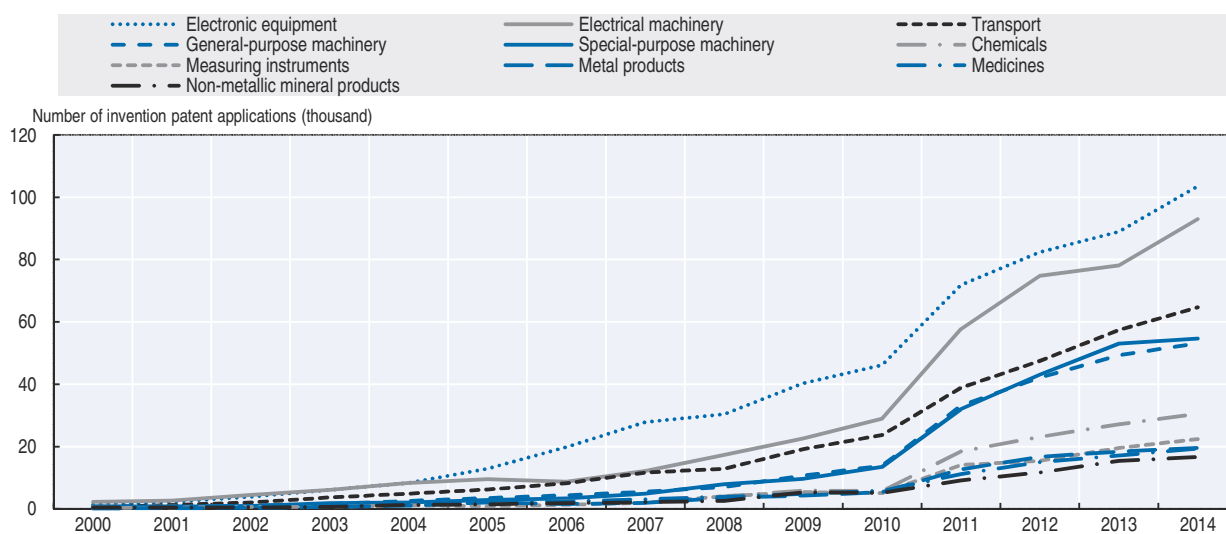 Electronic equipment Electrical machinery Transport
General-purpose machinery Special-purpose machinery Chemicals
Measuring instruments Metal products Medicines
Non-metallic mineral products
Number of invention patent applications (thousand)
120
100
80
60
40
20
0
2000 2001 2002 2003 2004 2005 2006 2007 2008 2009 2010 2011 2012 2013 2014